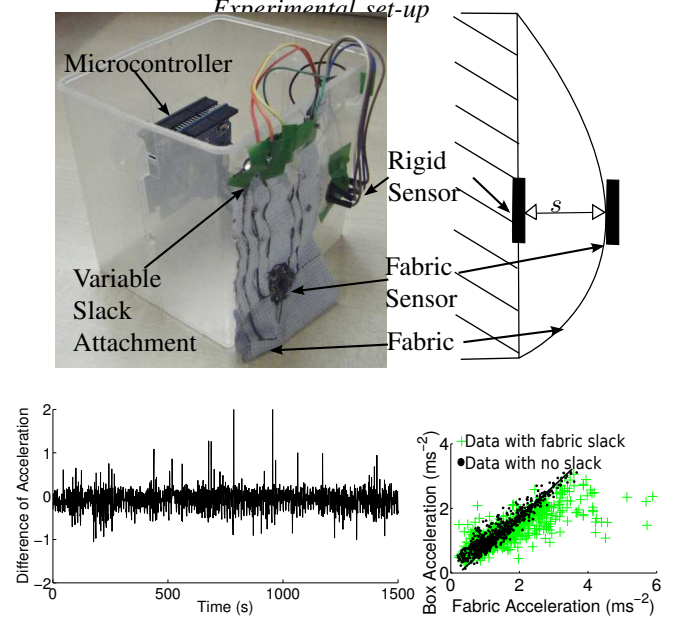 Experimental set-up
Microcontroller
Rigid
Sensor
s
Variable
Slack
Attachment
Fabric
Sensor
Fabric
Difference of Acceleration
2
1
0
−1
−2
0
500
1000
1500
Time (s)
Box Acceleration (ms⁻²)
4
2
0
+Data with fabric slack
•Data with no slack
0
2
4
6
Fabric Acceleration (ms⁻²)